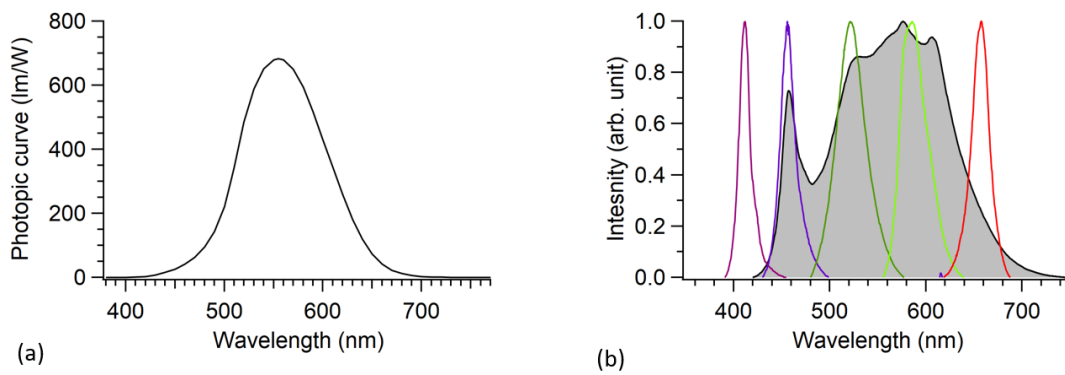 800
600
400
200
0
Photopic curve (lm/W)
400 500 600 700
Wavelength (nm)
(a)
1.0
0.8
0.6
0.4
0.2
0.0
Intesnity (arb. unit)
400 500 600 700
Wavelength (nm)
(b)